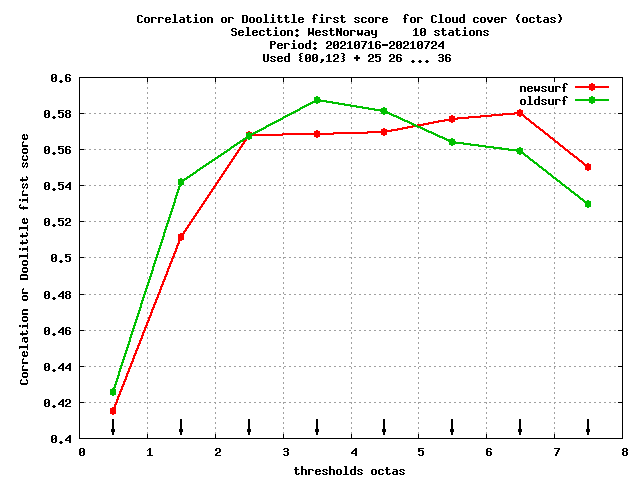 Correlation or Doolittle first score  for Cloud cover (octas)
Selection: WestNorway     10 stations
Period: 20210716-20210724
Used {00,12} + 25 26 ... 36
newsurf
oldsurf
Correlation or Doolittle first score
0.6
0.58
0.56
0.54
0.52
0.5
0.48
0.46
0.44
0.42
0.4
0 1 2 3 4 5 6 7 8
thresholds octas